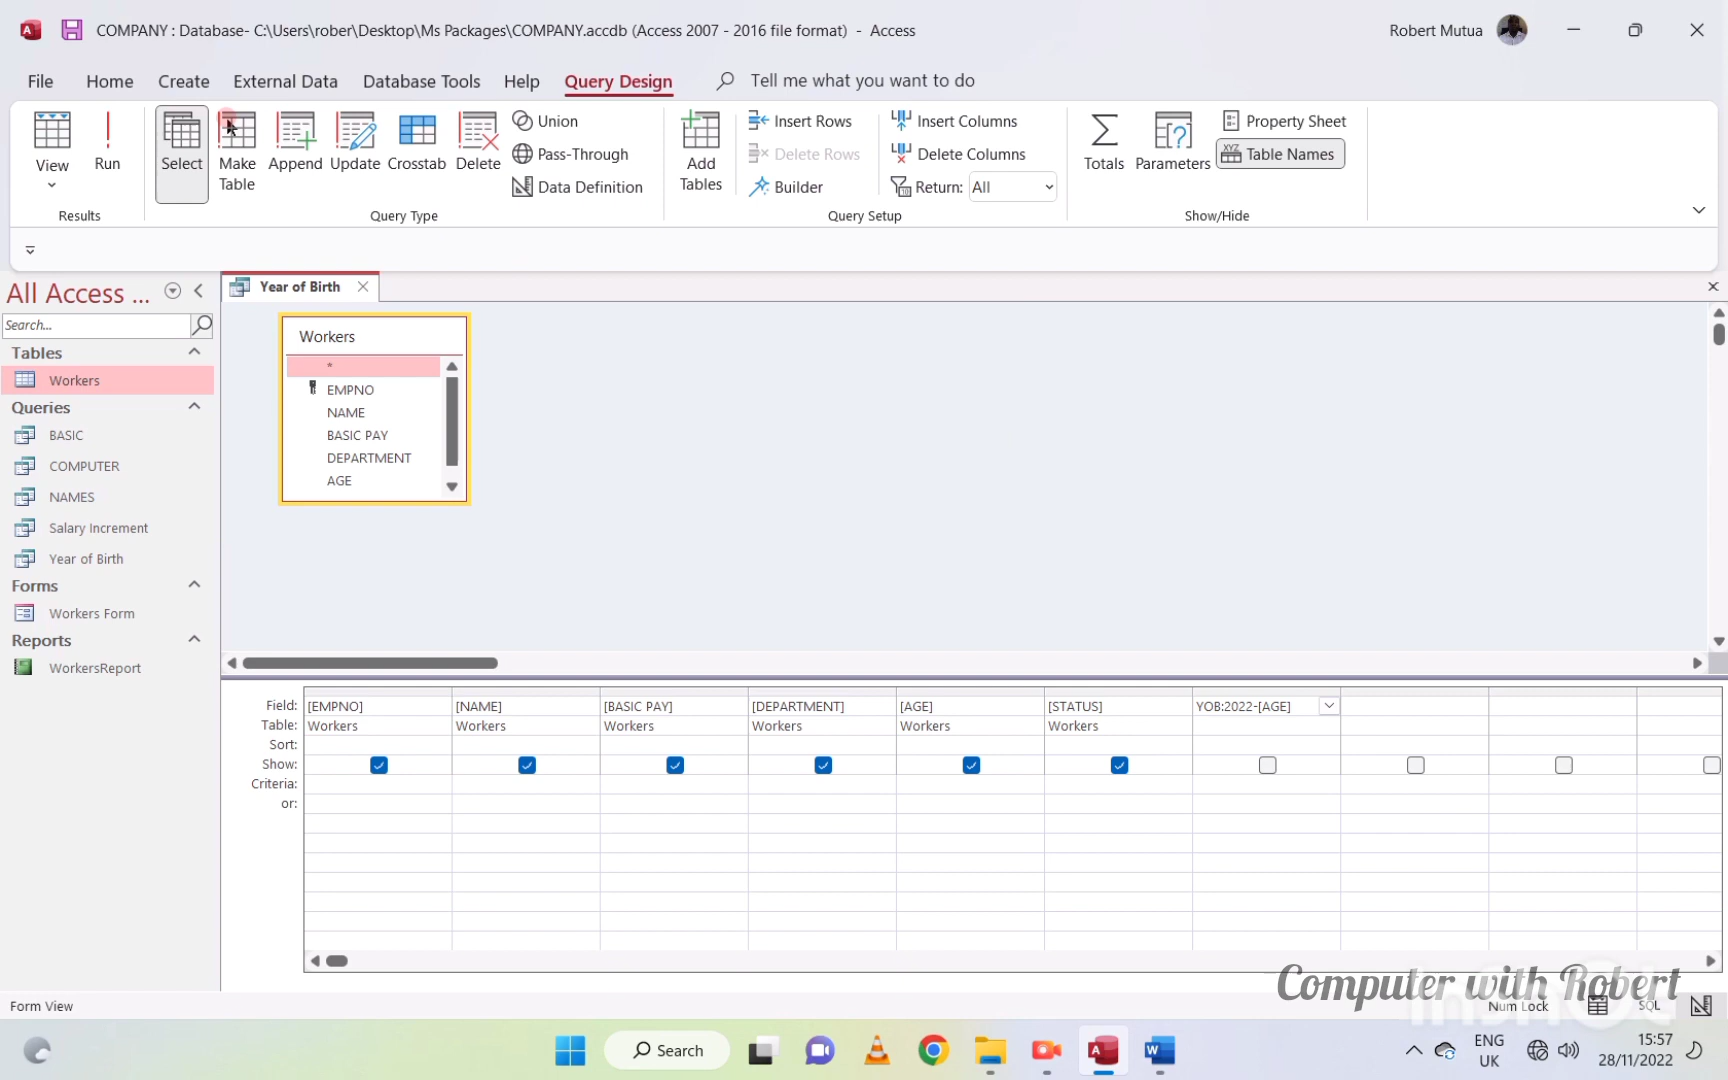 COMPANY : Database- C:\Users\rober\Desktop\Ms Packages\COMPANY.accdb (Access 2007 - 2016 file format) - Access
Robert Mutua
File Home Create External Data Database Tools Help Query Design Tell me what you want to do
View
Run
Results
Select
Make Table
Append
Update
Crosstab
Delete
Union
Pass-Through
Data Definition
Query Type
Add Tables
Insert Rows
Delete Rows
Builder
Insert Columns
Delete Columns
Return: All
Query Setup
Totals
Parameters
Property Sheet
Table Names
Show/Hide
All Access ...
Search...
Tables
Workers
Queries
BASIC
COMPUTER
NAMES
Salary Increment
Year of Birth
Forms
Workers Form
Reports
WorkersReport
Year of Birth
Workers
*
EMPNO
NAME
BASIC PAY
DEPARTMENT
AGE
Field: [EMPNO] [NAME] [BASIC PAY] [DEPARTMENT] [AGE] [STATUS] YOB:2022-[AGE]
Table: Workers Workers Workers Workers Workers Workers
Sort:
Show:
Criteria:
or:
Computer with Robert
Form View
Num Lock
SQL
Search
ENG
UK
15:57
28/11/2022